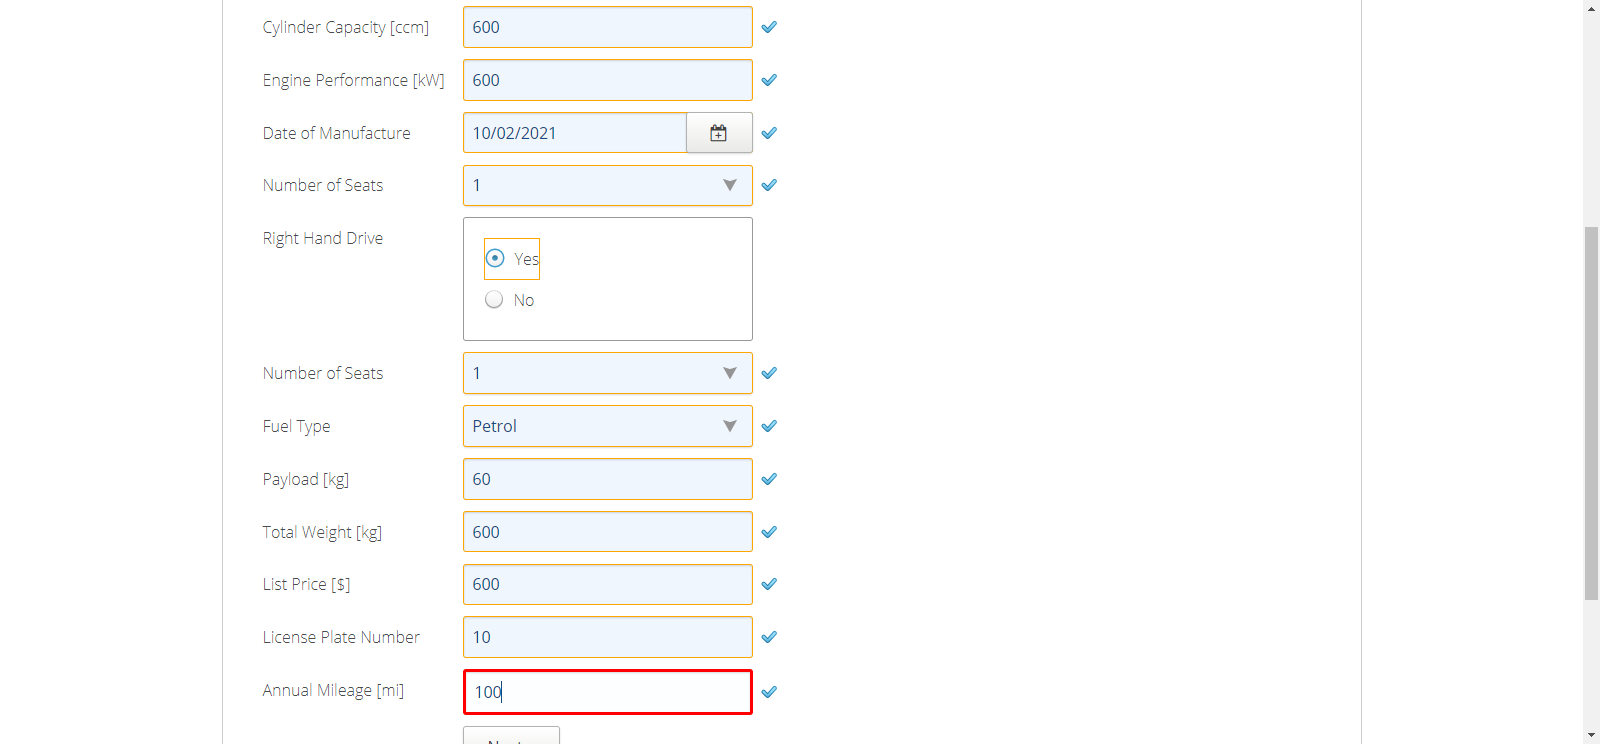 Cylinder Capacity [ccm] 600
Engine Performance [kW] 600
Date of Manufacture 10/02/2021
Number of Seats 1
Right Hand Drive
Yes
No
Number of Seats 1
Fuel Type Petrol
Payload [kg] 60
Total Weight [kg] 600
List Price [$] 600
License Plate Number 10
Annual Mileage [mi] 100